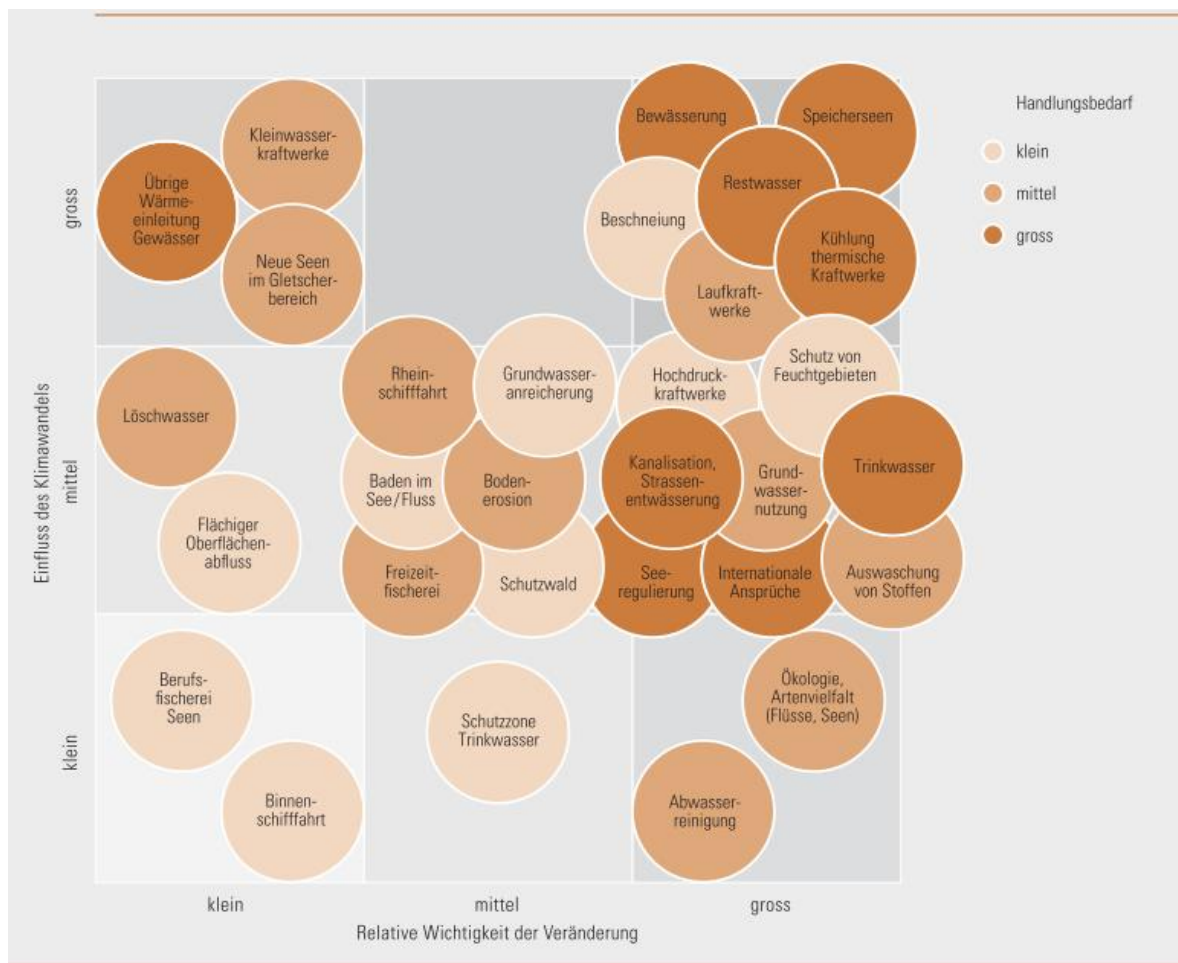 Handlungsbedarf
klein
mittel
gross
Einfluss des Klimawandels
gross
mittel
klein
Kleinwasser-
kraftwerke
Übrige
Wärme-
einleitung
Gewässer
Neue Seen
im Gletscher-
bereich
Bewässerung
Speicherseen
Restwasser
Beschneiung
Kühlung
thermische
Kraftwerke
Laufkraft-
werke
Löschwasser
Flächiger
Oberflächen-
abfluss
Rhein-
schifffahrt
Grundwasser-
anreicherung
Baden im
See/Fluss
Boden-
erosion
Freizeit-
fischerei
Schutzwald
Hochdruck-
kraftwerke
Schutz von
Feuchtgebieten
Kanalisation,
Strassen-
entwässerung
Grund-
wasser-
nutzung
Trinkwasser
See-
regulierung
Internationale
Ansprüche
Auswaschung
von Stoffen
Berufs-
fischerei
Seen
Binnen-
schifffahrt
Schutzzone
Trinkwasser
Ökologie,
Artenvielfalt
(Flüsse, Seen)
Abwasser-
reinigung
klein
mittel
gross
Relative Wichtigkeit der Veränderung